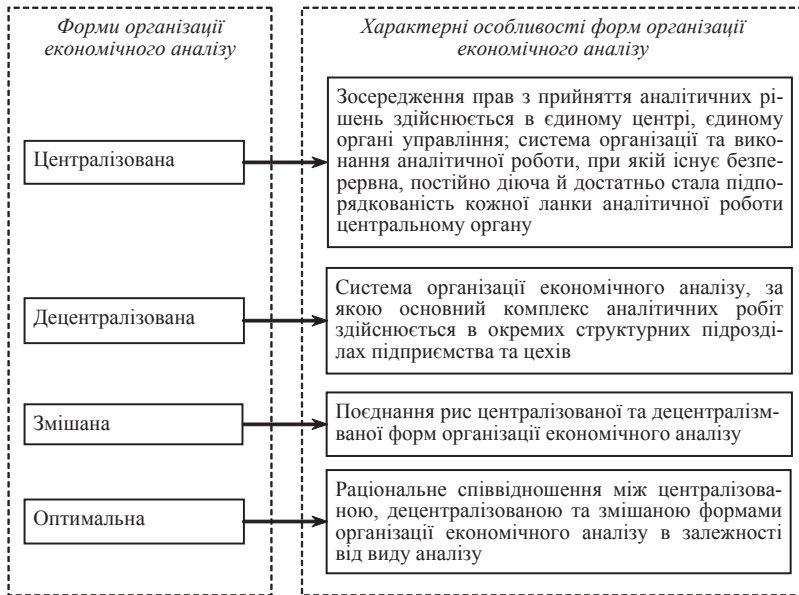 Форми організації
економічного аналізу
Характерні особливості форм організації
економічного аналізу
Централізована
Зосередження прав з прийняття аналітичних рі-
шень здійснюється в єдиному центрі, єдиному
органі управління; система організації та вико-
нання аналітичної роботи, при якій існує безпе-
рервна, постійно діюча й достатньо стала підпо-
рядкованість кожної ланки аналітичної роботи
центральному органу
Децентралізована
Система організації економічного аналізу, за
якою основний комплекс аналітичних робіт
здійснюється в окремих структурних підрозді-
лах підприємства та цехів
Змішана
Поєднання рис централізованої та децентралізм-
ваної форм організації економічного аналізу
Оптимальна
Раціональне співвідношення між централізова-
ною, децентралізованою та змішаною формами
організації економічного аналізу в залежності
від виду аналізу